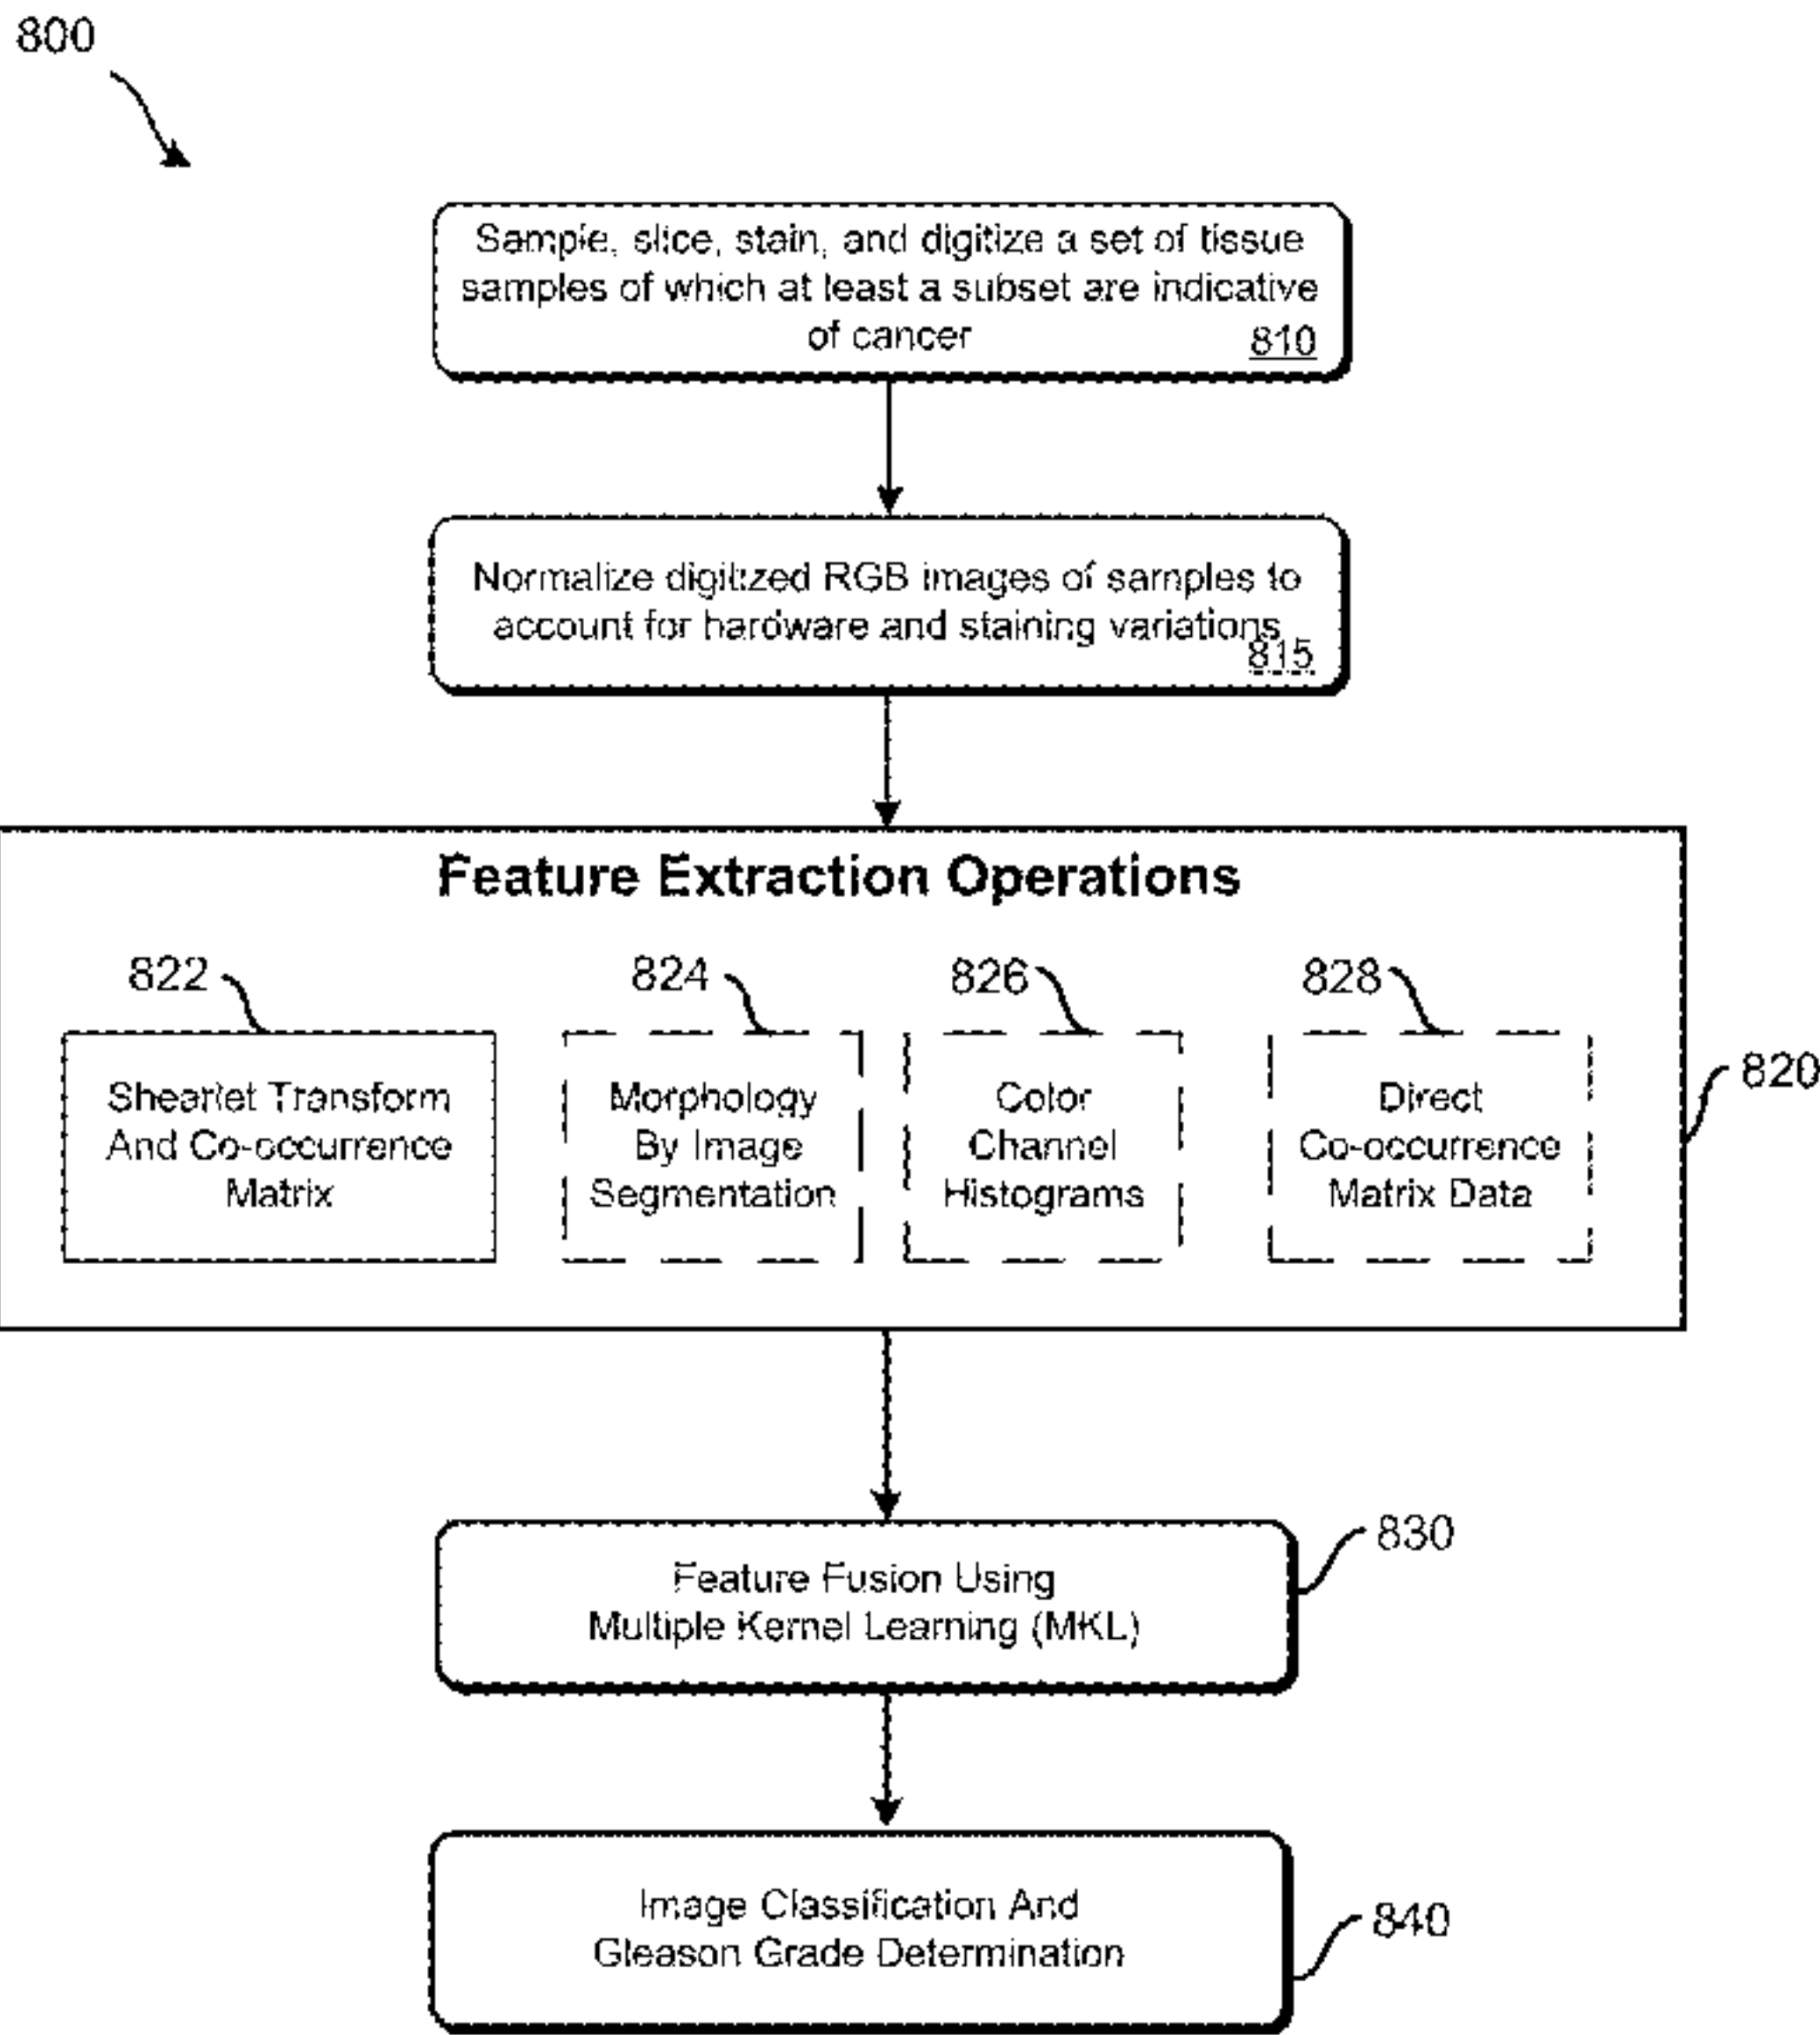 800
Sample, slice, stain, and digitize a set of tissue
samples of which at least a subset are indicative
of cancer
810
Normalize digitized RGB images of samples to
account for hardware and staining variations
815
Feature Extraction Operations
822
824
826
828
Shearlet Transform
And Co-occurrence
Matrix
Morphology
By Image
Segmentation
Color
Channel
Histograms
Direct
Co-occurrence
Matrix Data
820
Feature Fusion Using
Multiple Kernel Learning (MKL)
830
Image Classification And
Gleason Grade Determination
840